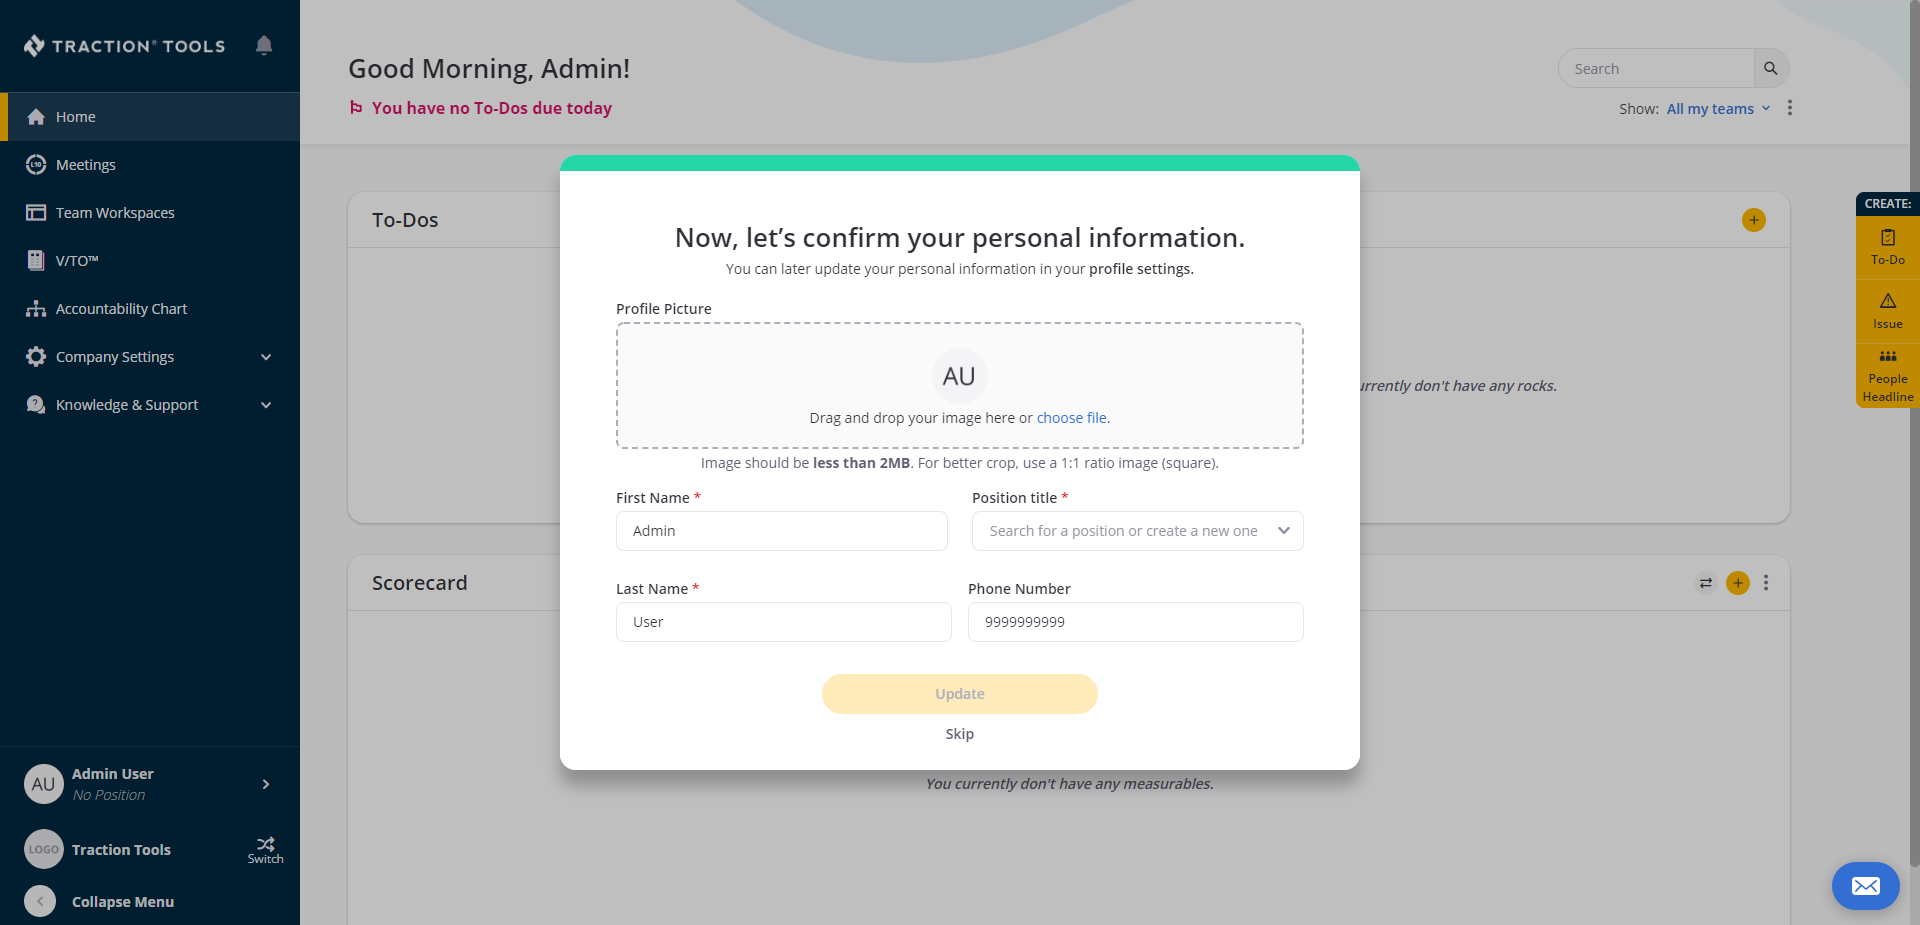 TRACTION® TOOLS
Home
Meetings
Team Workspaces
V/TO™
Accountability Chart
Company Settings
Knowledge & Support
AU
Admin User
No Position
LOGO
Traction Tools
Switch
Collapse Menu
Good Morning, Admin!
You have no To-Dos due today
Search
Show: All my teams
To-Dos
urrently don't have any rocks.
Scorecard
You currently don't have any measurables.
CREATE:
To-Do
Issue
People
Headline
Now, let’s confirm your personal information.
You can later update your personal information in your profile settings.
Profile Picture
AU
Drag and drop your image here or choose file.
Image should be less than 2MB. For better crop, use a 1:1 ratio image (square).
First Name *
Position title *
Admin
Search for a position or create a new one
Last Name *
Phone Number
User
9999999999
Update
Skip